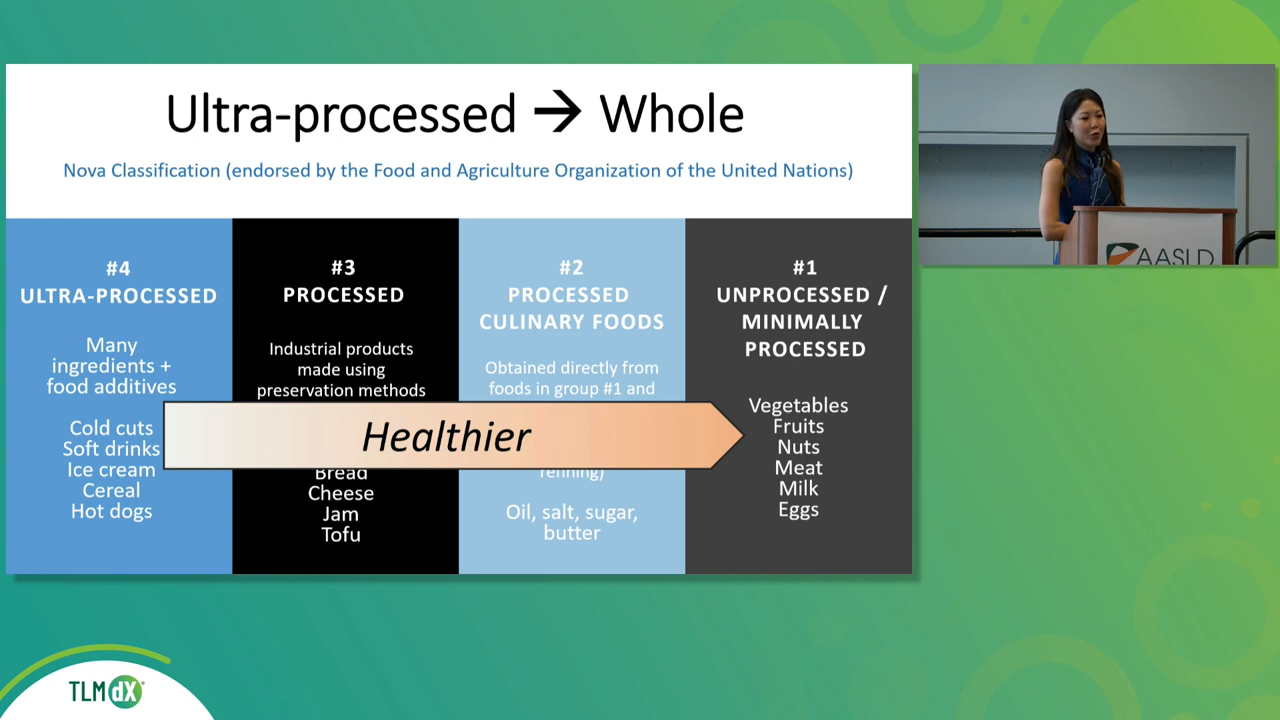 Ultra-processed → Whole
Nova Classification (endorsed by the Food and Agriculture Organization of the United Nations)
#4
ULTRA-PROCESSED
Many
ingredients +
food additives
Cold cuts
Soft drinks
Ice cream
Cereal
Hot dogs
#3
PROCESSED
Industrial products
made using
preservation methods
Bread
Cheese
Jam
Tofu
#2
PROCESSED
CULINARY FOODS
Obtained directly from
foods in group #1 and
refining)
Oil, salt, sugar,
butter
#1
UNPROCESSED /
MINIMALLY
PROCESSED
Vegetables
Fruits
Nuts
Meat
Milk
Eggs
Healthier
AASLD
TLMdX